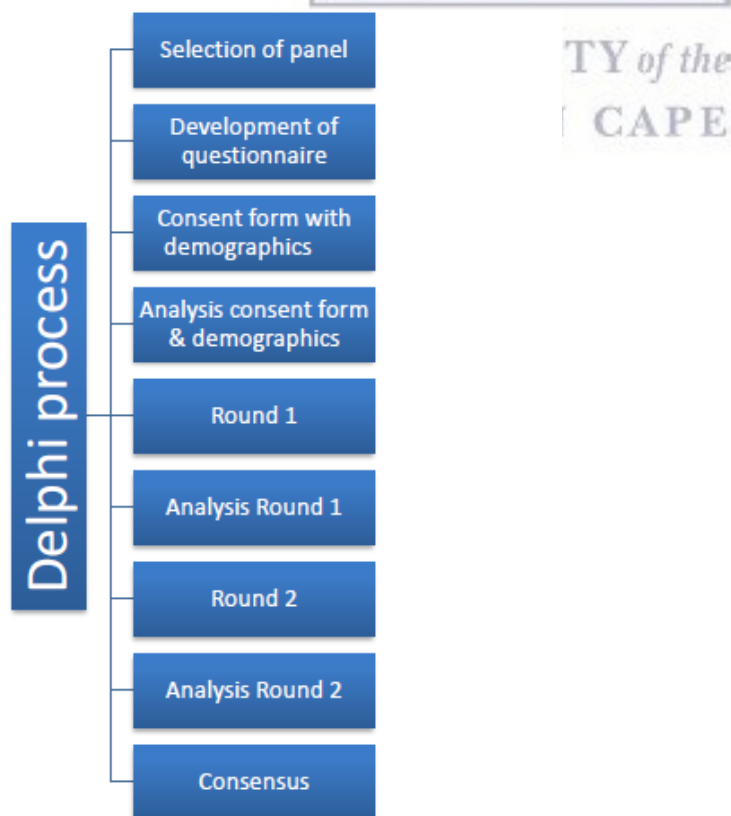 Selection of panel
TY of the
CAPE
Development of
questionnaire
Consent form with
demographics
Analysis consent form
& demographics
Delphi process
Round 1
Analysis Round 1
Round 2
Analysis Round 2
Consensus